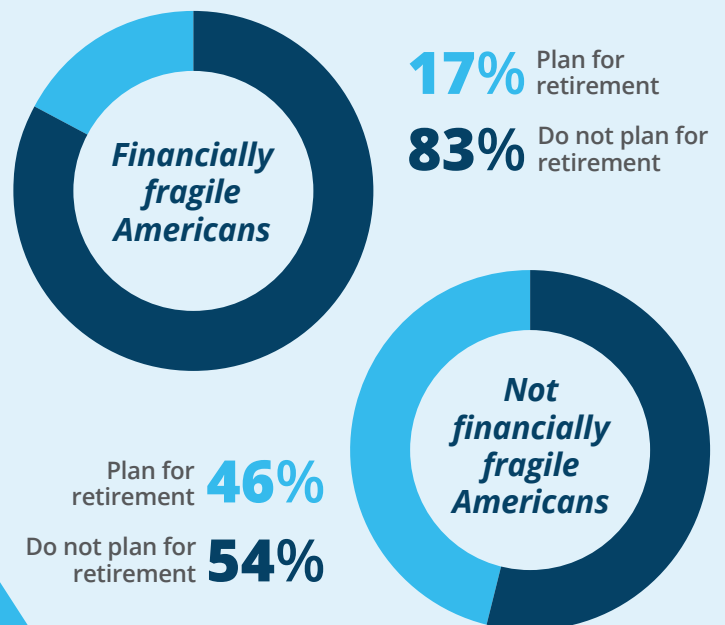 Financially
fragile
Americans
17% Plan for
retirement
83% Do not plan for
retirement
Not
financially
fragile
Americans
Plan for
retirement 46%
Do not plan for
retirement 54%